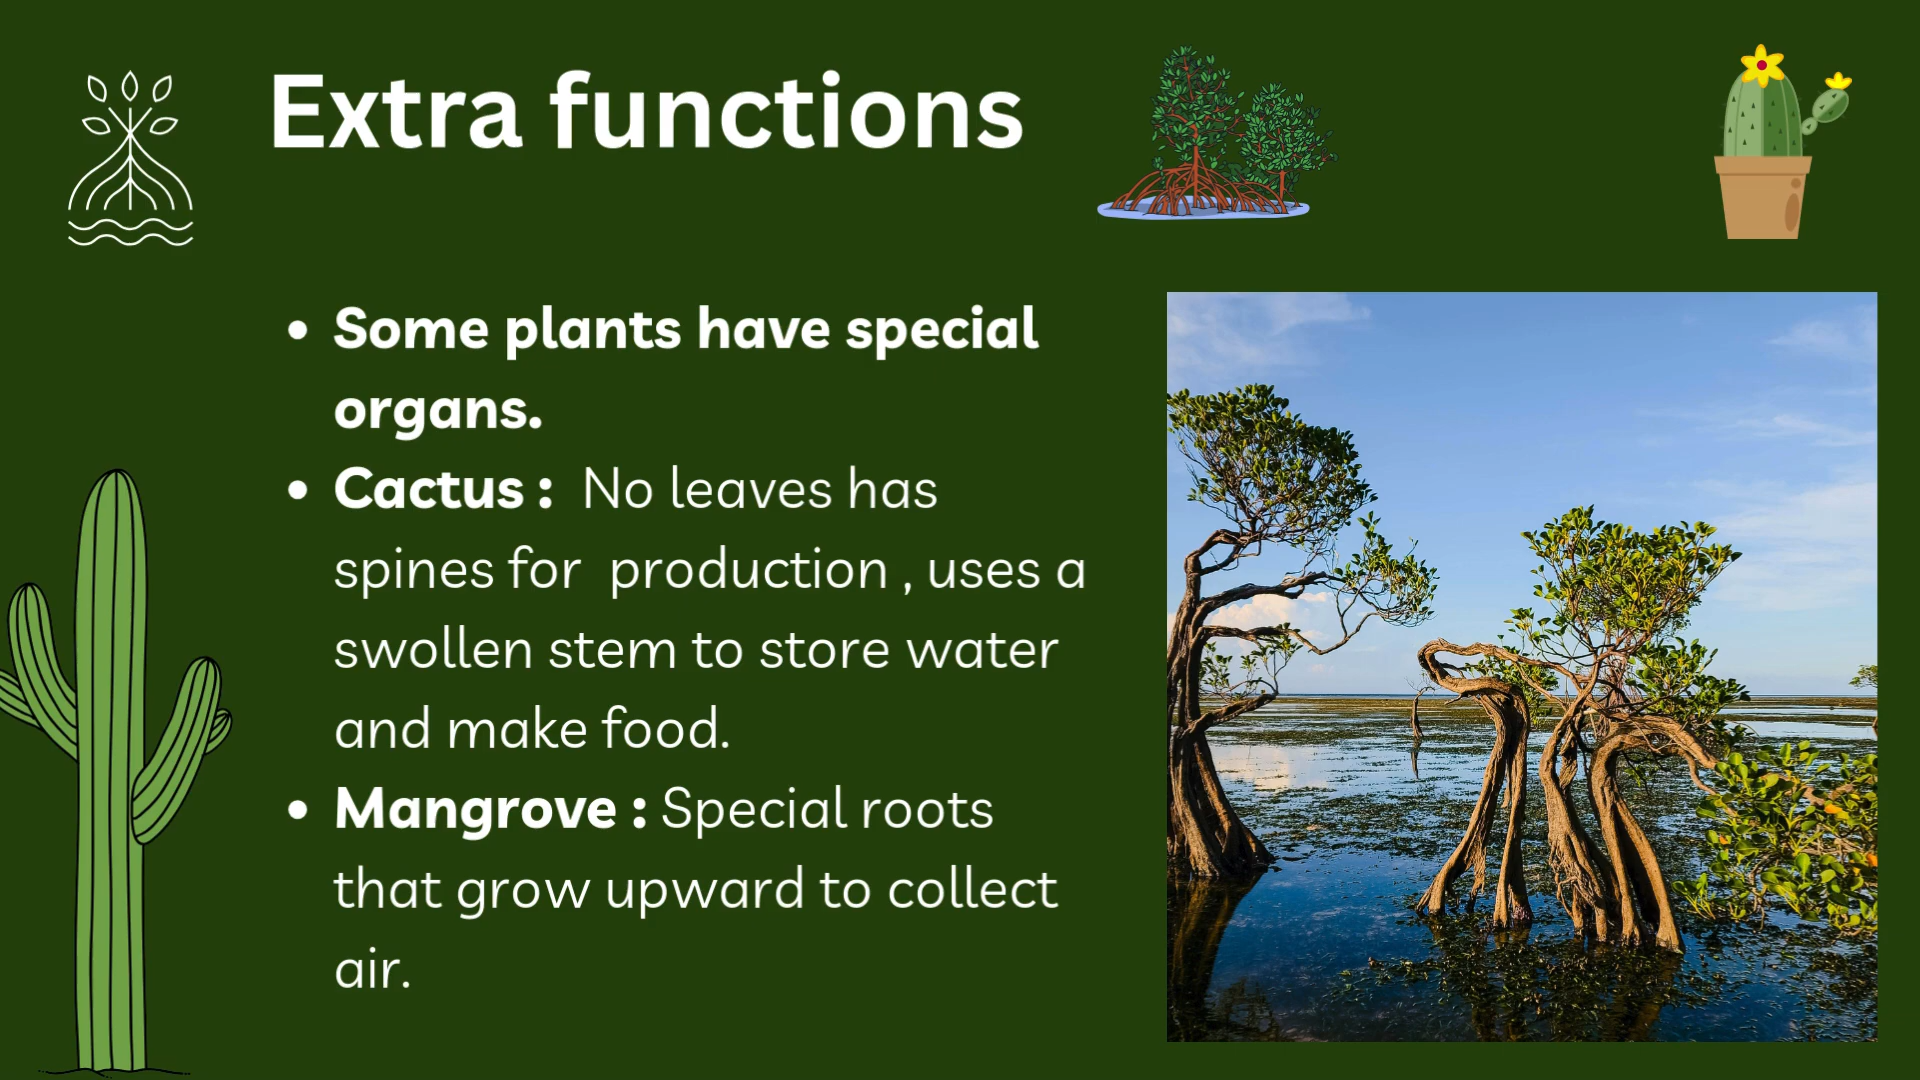 Extra functions
• Some plants have special
organs.
• Cactus :  No leaves has
spines for  production , uses a
swollen stem to store water
and make food.
• Mangrove : Special roots
that grow upward to collect
air.